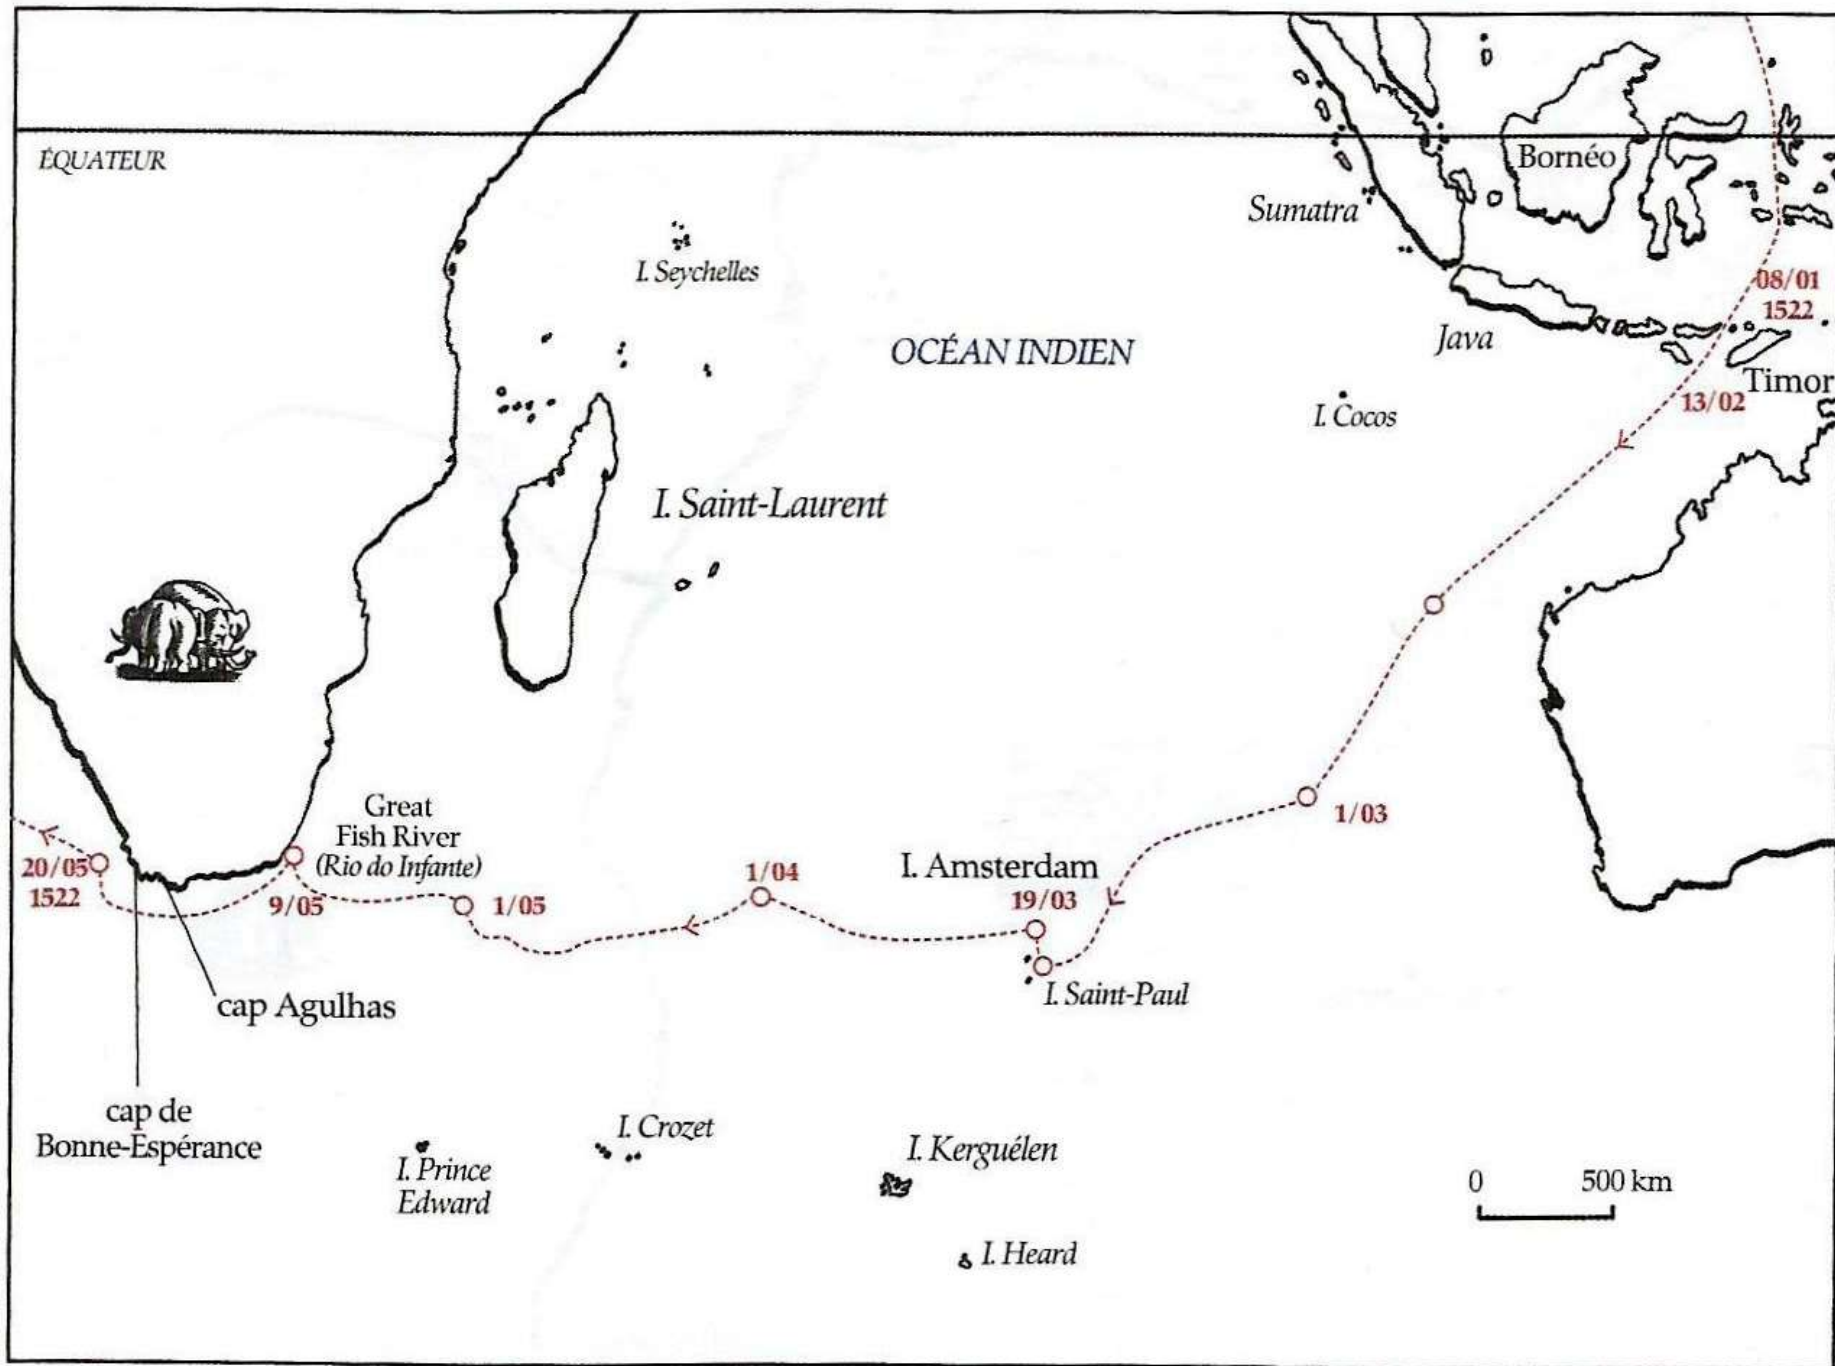 ÉQUATEUR
Bornéo
Sumatra
I. Seychelles
08/01
1522
Java
OCÉAN INDIEN
Timor
13/02
I. Cocos
I. Saint-Laurent
Great
Fish River
(Rio do Infante)
1/03
20/05
1522
9/05
1/05
1/04
I. Amsterdam
19/03
I. Saint-Paul
cap Agulhas
cap de
Bonne-Espérance
I. Crozet
I. Prince
Edward
I. Kerguélen
I. Heard
0 500 km